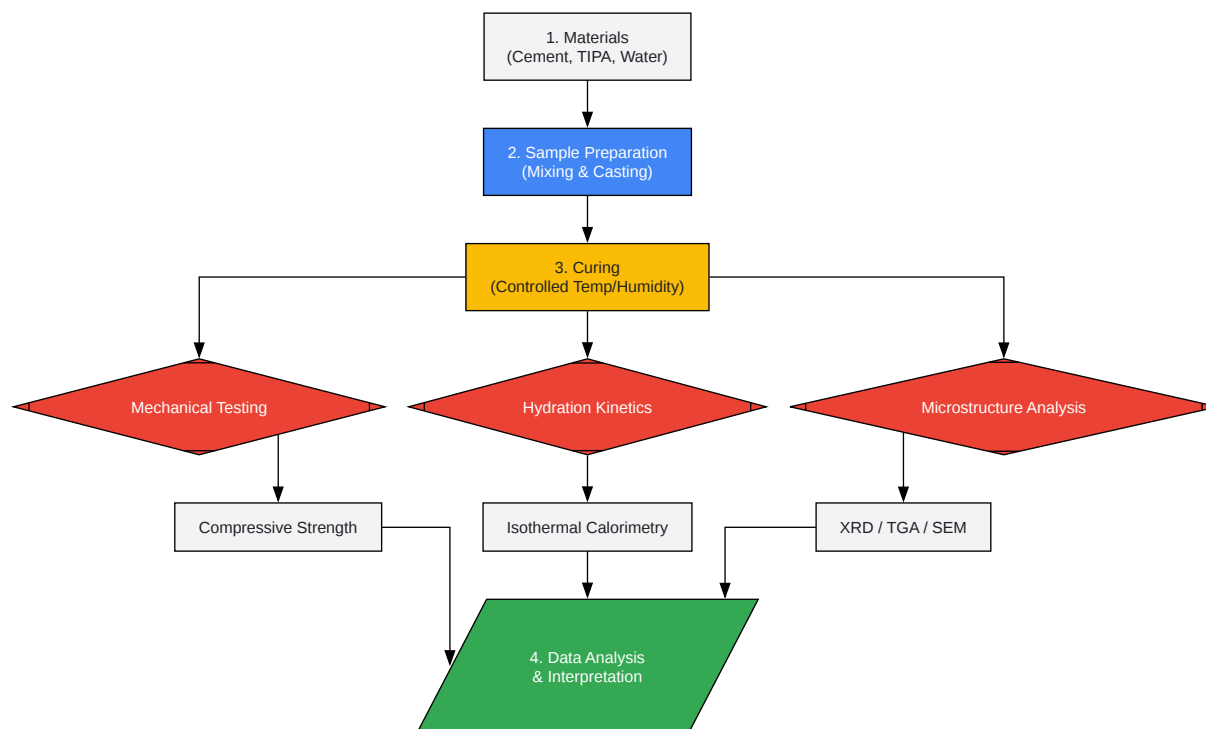 1. Materials
(Cement, TIPA, Water)
2. Sample Preparation
(Mixing & Casting)
3. Curing
(Controlled Temp/Humidity)
Mechanical Testing
Hydration Kinetics
Microstructure Analysis
Compressive Strength
Isothermal Calorimetry
XRD / TGA / SEM
4. Data Analysis
& Interpretation